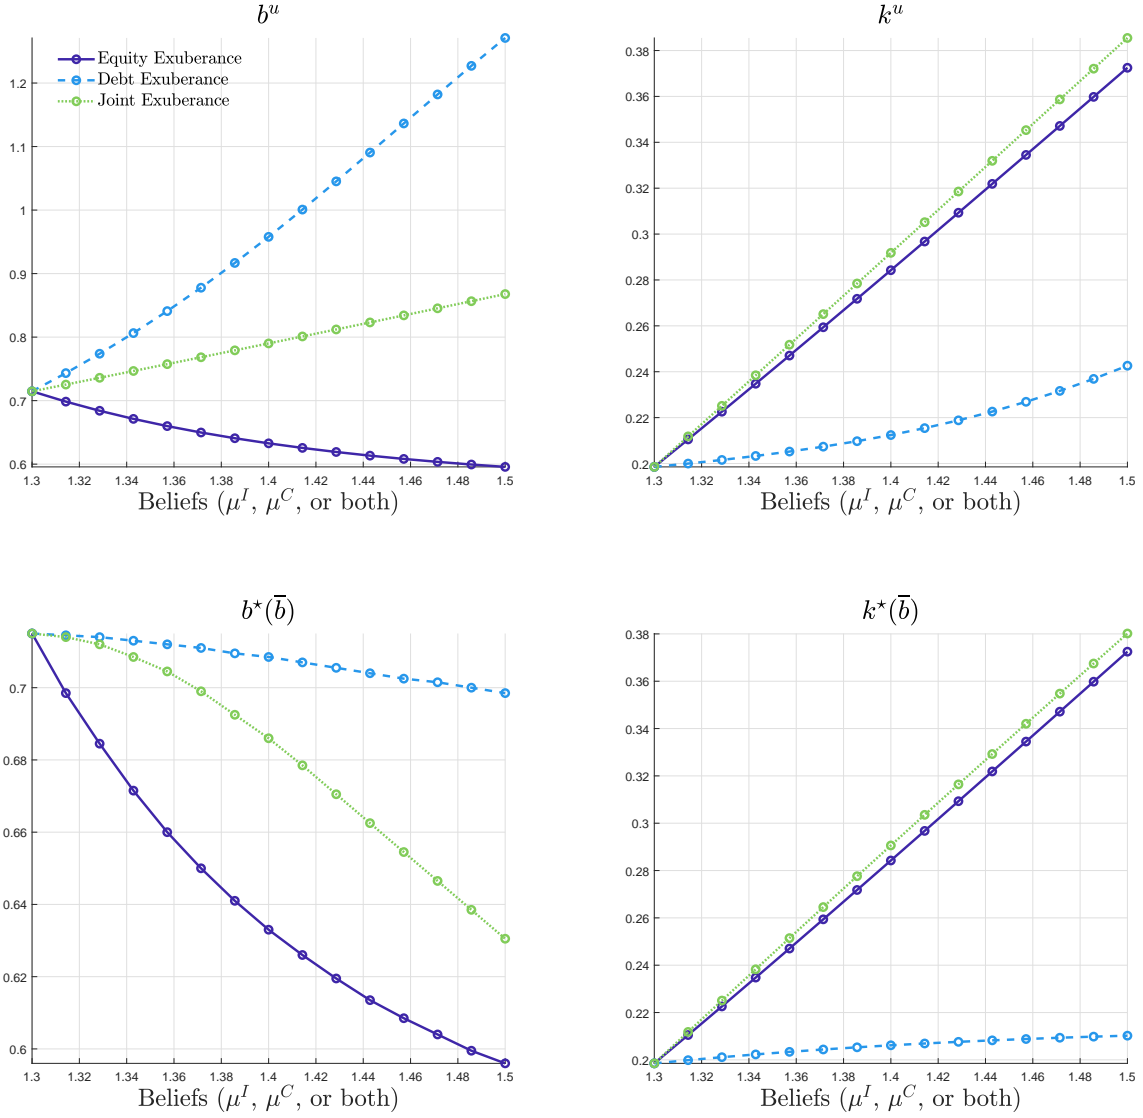 b^u
Equity Exuberance
Debt Exuberance
Joint Exuberance
1.2
1.1
1
0.9
0.8
0.7
0.6
1.3 1.32 1.34 1.36 1.38 1.4 1.42 1.44 1.46 1.48 1.5
Beliefs (μ^I, μ^C, or both)
k^u
0.38
0.36
0.34
0.32
0.3
0.28
0.26
0.24
0.22
0.2
1.3 1.32 1.34 1.36 1.38 1.4 1.42 1.44 1.46 1.48 1.5
Beliefs (μ^I, μ^C, or both)
b⋆(b̅)
0.7
0.68
0.66
0.64
0.62
0.6
1.3 1.32 1.34 1.36 1.38 1.4 1.42 1.44 1.46 1.48 1.5
Beliefs (μ^I, μ^C, or both)
k⋆(b̅)
0.38
0.36
0.34
0.32
0.3
0.28
0.26
0.24
0.22
0.2
1.3 1.32 1.34 1.36 1.38 1.4 1.42 1.44 1.46 1.48 1.5
Beliefs (μ^I, μ^C, or both)